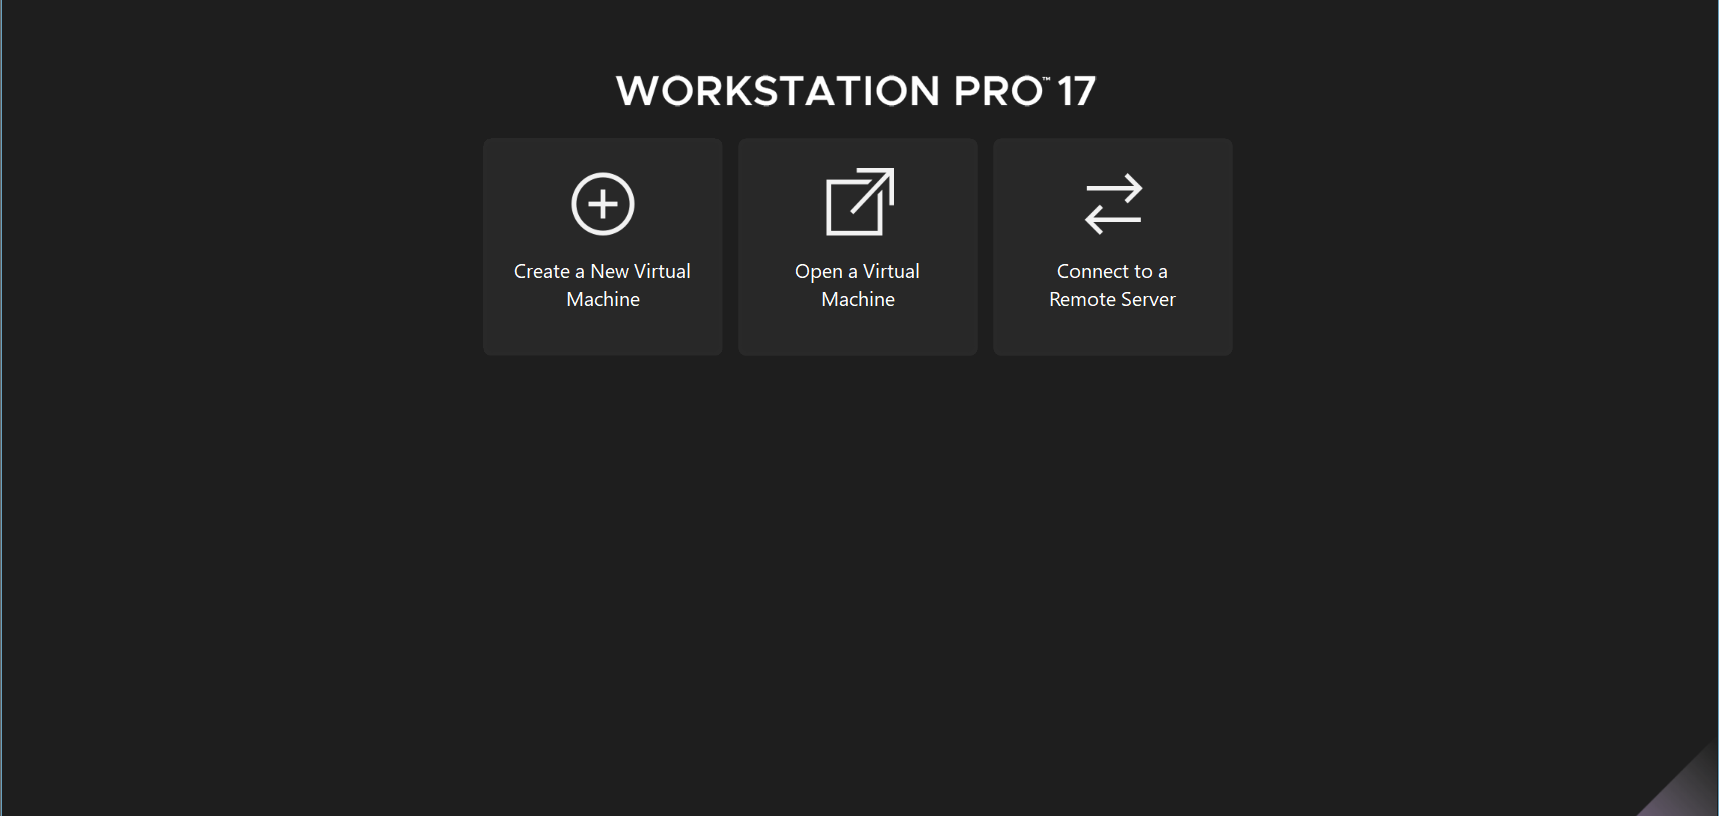 WORKSTATION PRO™ 17
Create a New Virtual
Machine
Open a Virtual
Machine
Connect to a
Remote Server